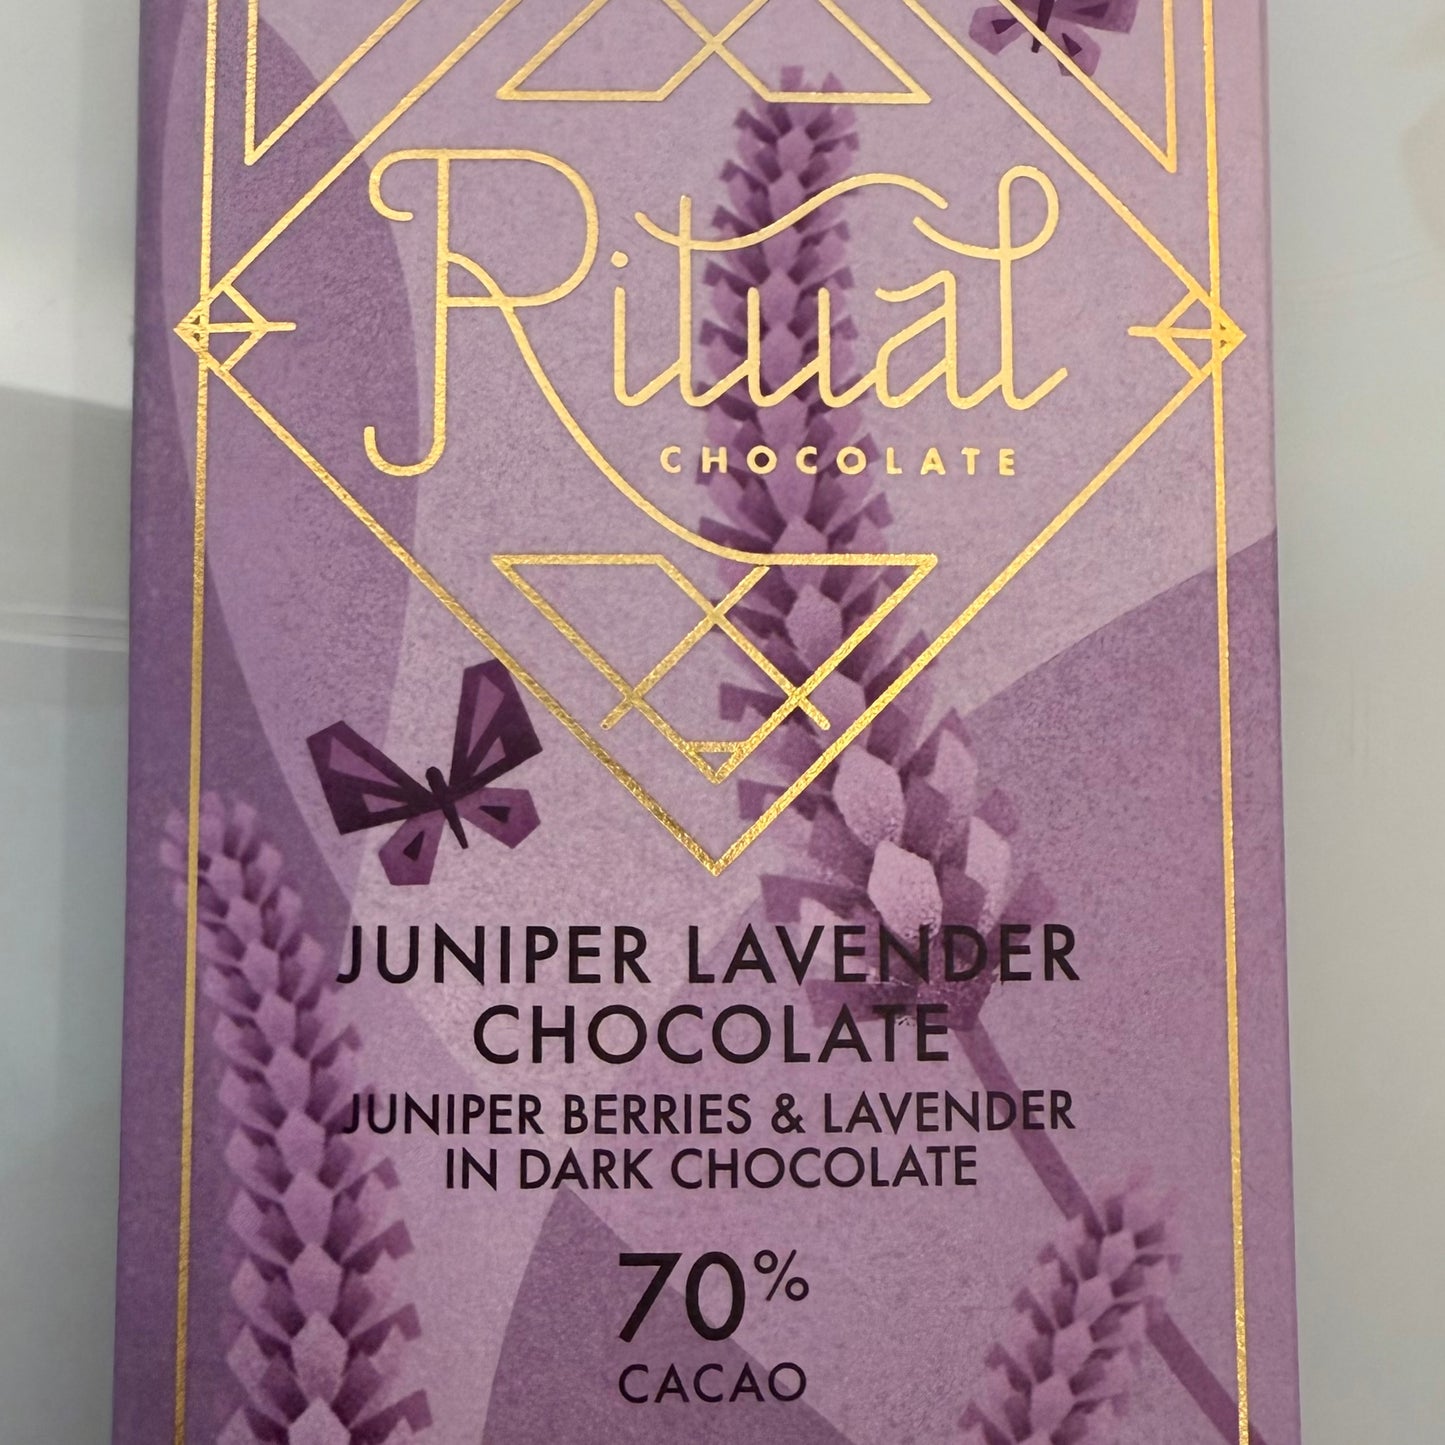 Ritual
CHOCOLATE
JUNIPER LAVENDER
CHOCOLATE
JUNIPER BERRIES & LAVENDER
IN DARK CHOCOLATE
70%
CACAO